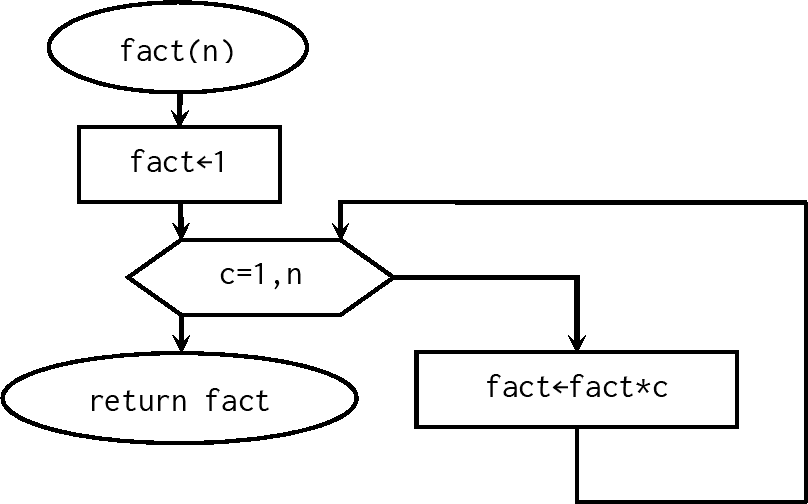 fact(n)
fact←1
c=1,n
fact←fact*c
return fact